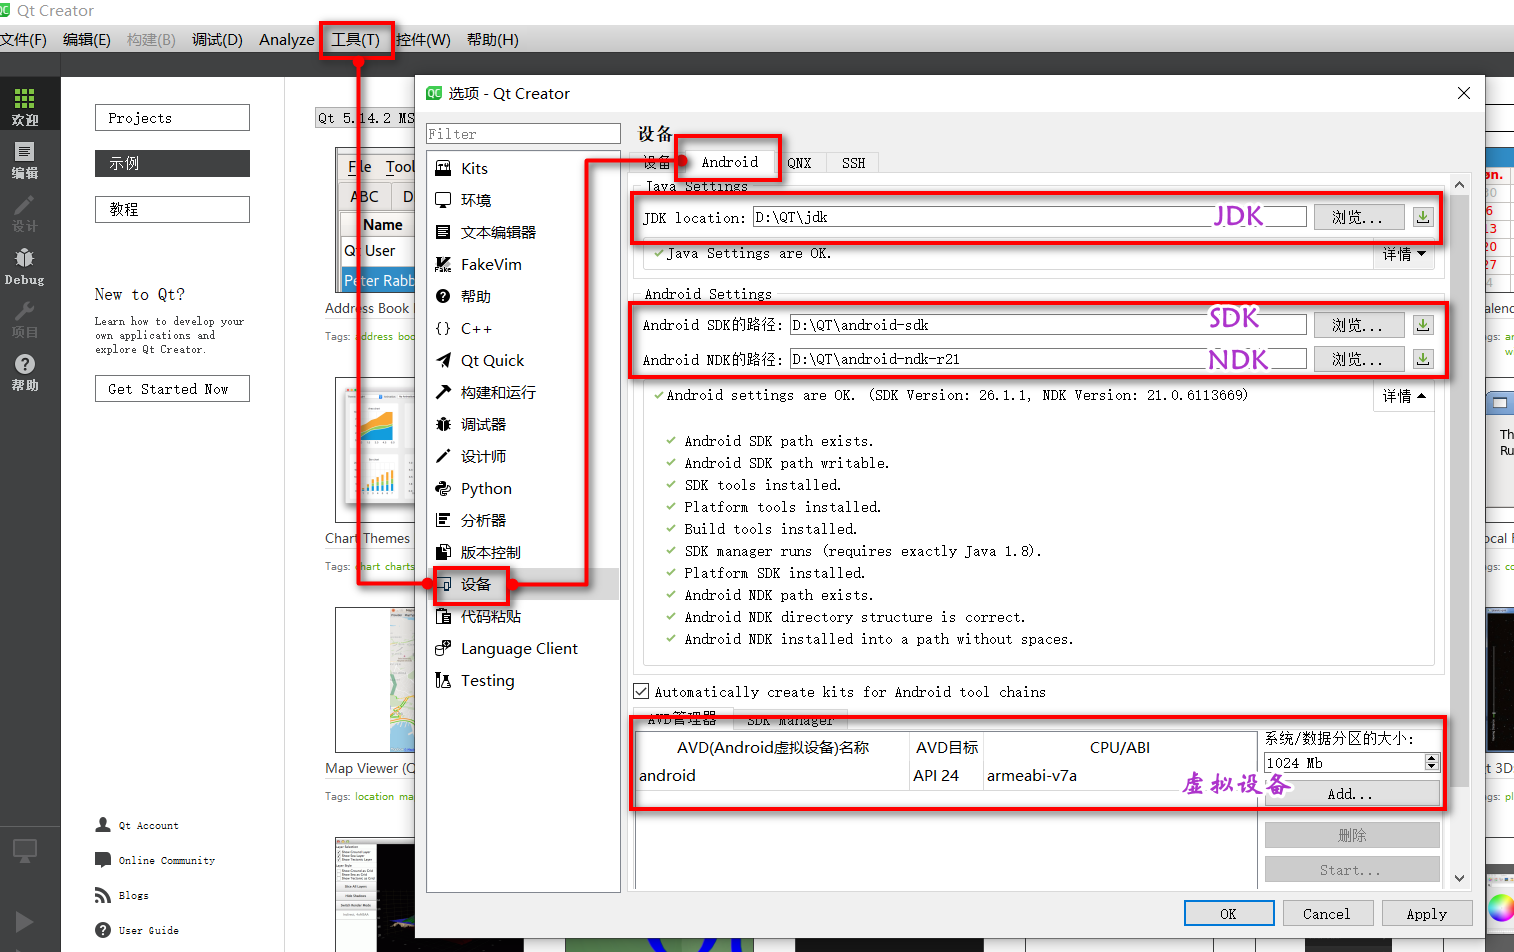 Qt Creator
文件(F) 编辑(E) 构建(B) 调试(D) Analyze 工具(T) 控件(W) 帮助(H)
欢迎
编辑
设计
Debug
项目
帮助
Projects
示例
教程
New to Qt?
Learn how to develop your
own applications and
explore Qt Creator.
Get Started Now
Qt Account
Online Community
Blogs
User Guide
Qt 5.14.2 MS
ABC
Name
Qt User
Peter Rabb
Address Book
Tags: address boo
Chart Themes
Tags: chart charts
Map Viewer (Q
Tags: location ma
选项 - Qt Creator
Filter
Kits
环境
文本编辑器
FakeVim
帮助
C++
Qt Quick
构建和运行
调试器
设计师
Python
分析器
版本控制
设备
代码粘贴
Language Client
Testing
设备
设备 Android QNX SSH
Java Settings
JDK location: D:\QT\jdk JDK 浏览...
Java Settings are OK. 详情
Android Settings
Android SDK的路径: D:\QT\android-sdk SDK 浏览...
Android NDK的路径: D:\QT\android-ndk-r21 NDK 浏览...
Android settings are OK. (SDK Version: 26.1.1, NDK Version: 21.0.6113669) 详情
Android SDK path exists.
Android SDK path writable.
SDK tools installed.
Platform tools installed.
Build tools installed.
SDK manager runs (requires exactly Java 1.8).
Platform SDK installed.
Android NDK path exists.
Android NDK directory structure is correct.
Android NDK installed into a path without spaces.
Automatically create kits for Android tool chains
AVD管理器 SDK manager
AVD(Android虚拟设备)名称 AVD目标 CPU/ABI
android API 24 armeabi-v7a
虚拟设备
系统/数据分区的大小:
1024 Mb
Add...
删除
Start...
OK Cancel Apply